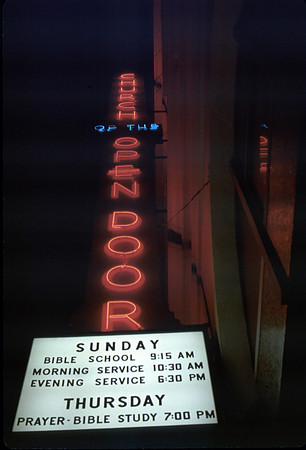 CHURCH
OF THE
OPEN
DOOR
SUNDAY
BIBLE SCHOOL 9:15 AM
MORNING SERVICE 10:30 AM
EVENING SERVICE 6:30 PM
THURSDAY
PRAYER-BIBLE STUDY 7:00 PM